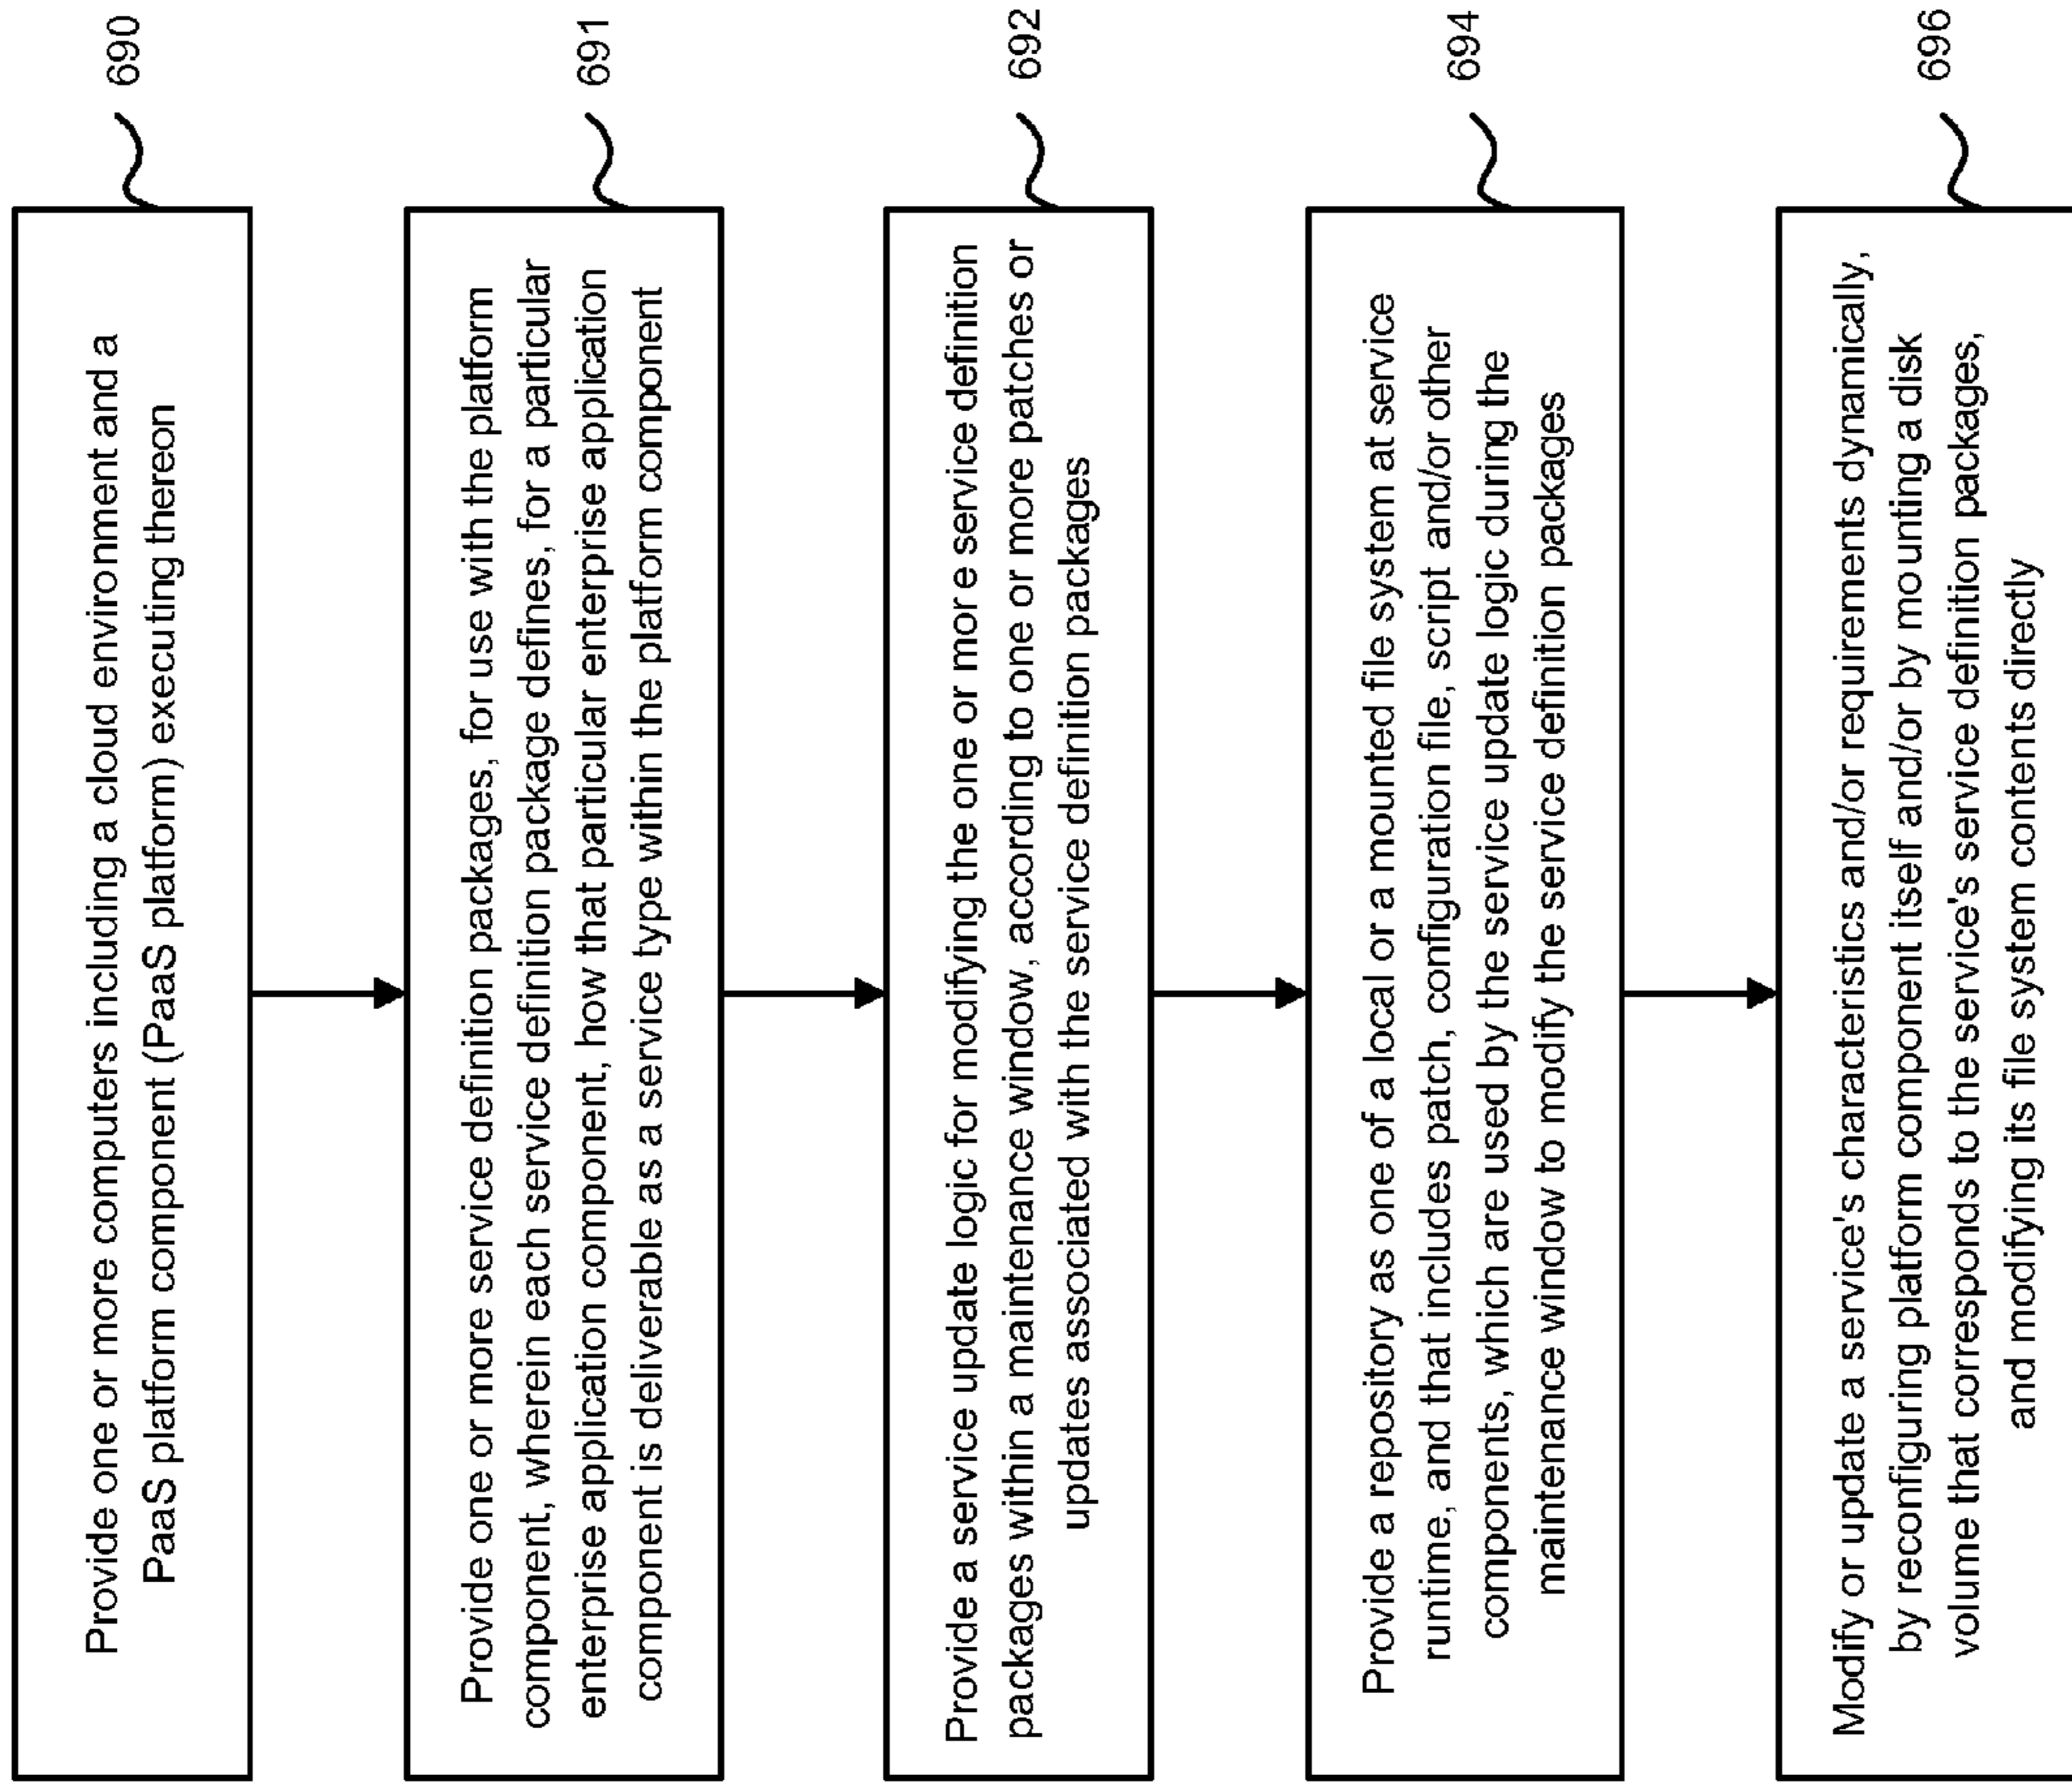 Provide one or more computers including a cloud environment and a
PaaS platform component (PaaS platform) executing thereon
690
Provide one or more service definition packages, for use with the platform
component, wherein each service definition package defines, for a particular
enterprise application component, how that particular enterprise application
component is deliverable as a service type within the platform component
691
Provide a service update logic for modifying the one or more service definition
packages within a maintenance window, according to one or more patches or
updates associated with the service definition packages
692
Provide a repository as one of a local or a mounted file system at service
runtime, and that includes patch, configuration file, script and/or other
components, which are used by the service update logic during the
maintenance window to modify the service definition packages
694
Modify or update a service's characteristics and/or requirements dynamically,
by reconfiguring platform component itself and/or by mounting a disk
volume that corresponds to the service's service definition packages,
and modifying its file system contents directly
696